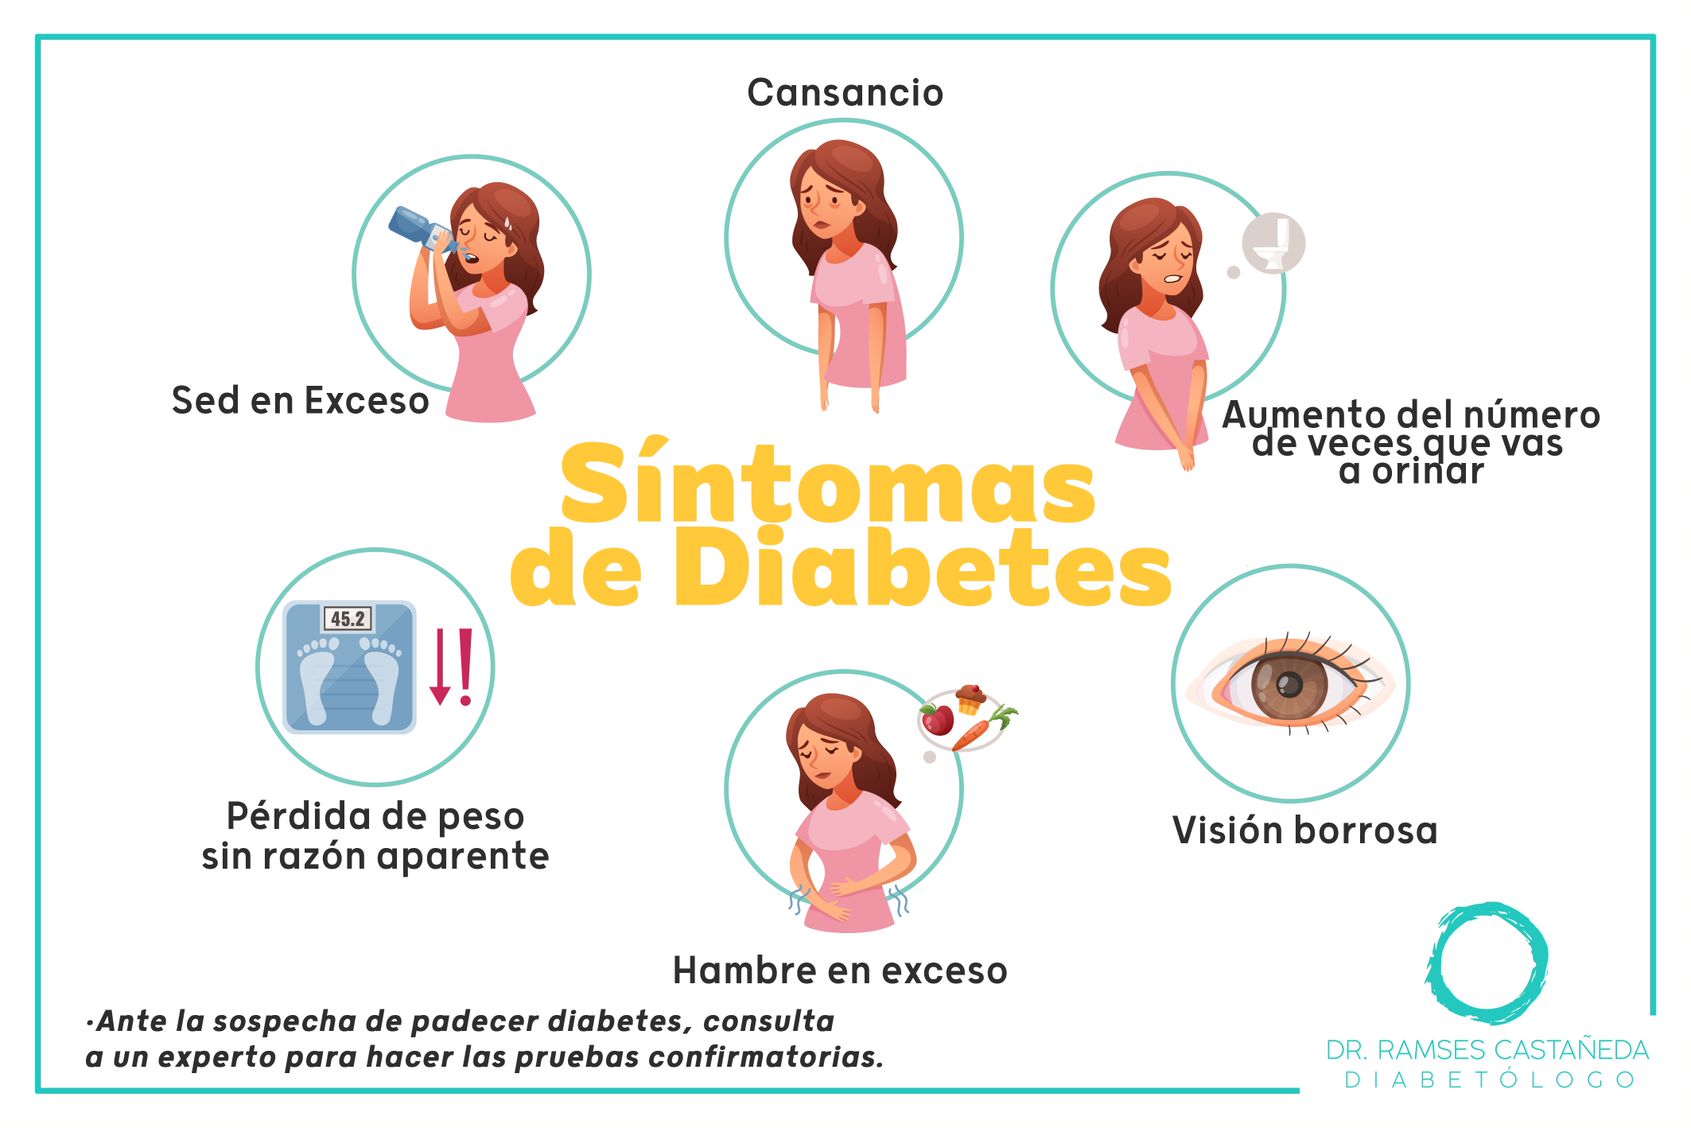 Cansancio
Sed en Exceso
Aumento del número
de veces que vas
a orinar
Síntomas
de Diabetes
45.2
Pérdida de peso
sin razón aparente
Visión borrosa
Hambre en exceso
·Ante la sospecha de padecer diabetes, consulta
a un experto para hacer las pruebas confirmatorias.
DR. RAMSES CASTAÑEDA
DIABETÓLOGO